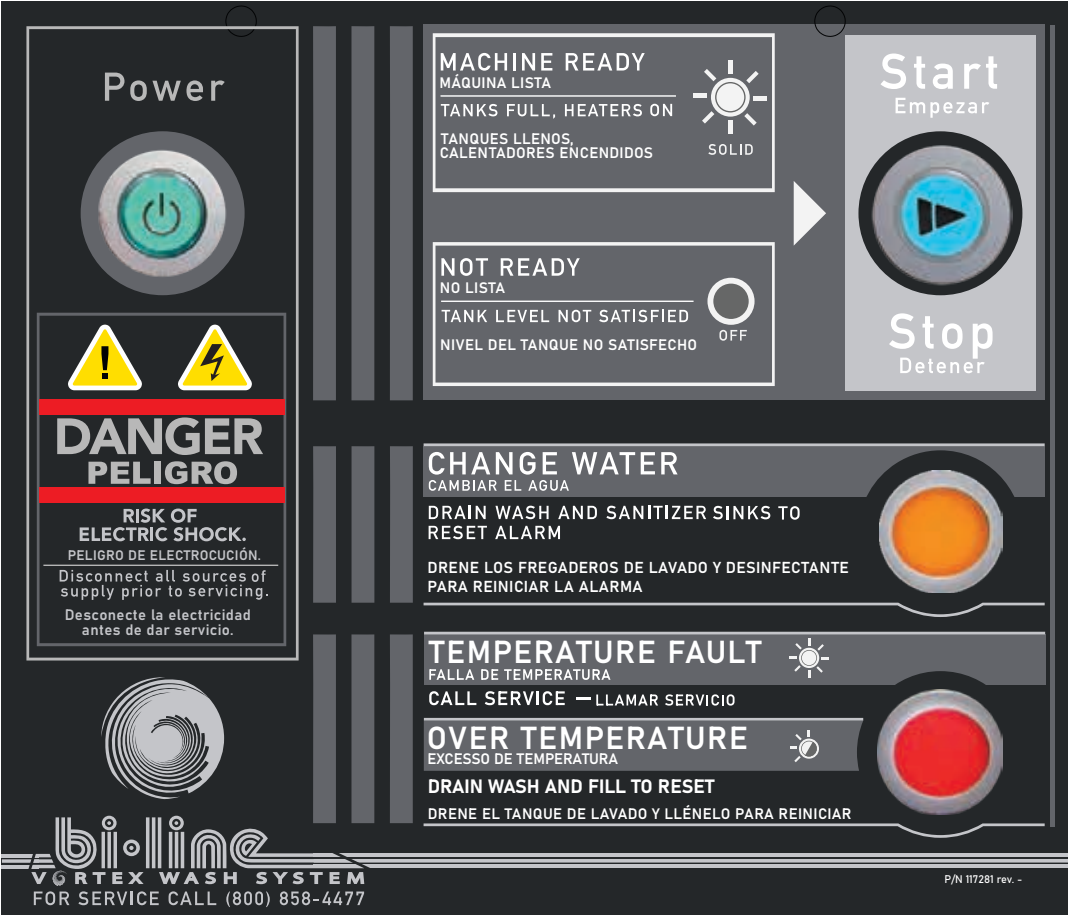 Power
!
DANGER
PELIGRO
RISK OF
ELECTRIC SHOCK.
PELIGRO DE ELECTROCUCIÓN.
Disconnect all sources of
supply prior to servicing.
Desconecte la electricidad
antes de dar servicio.
MACHINE READY
MÁQUINA LISTA
TANKS FULL, HEATERS ON
TANQUES LLENOS,
CALENTADORES ENCENDIDOS
SOLID
NOT READY
NO LISTA
TANK LEVEL NOT SATISFIED
NIVEL DEL TANQUE NO SATISFECHO
OFF
Start
Empezar
Stop
Detener
CHANGE WATER
CAMBIAR EL AGUA
DRAIN WASH AND SANITIZER SINKS TO
RESET ALARM
DRENE LOS FREGADEROS DE LAVADO Y DESINFECTANTE
PARA REINICIAR LA ALARMA
TEMPERATURE FAULT
FALLA DE TEMPERATURA
CALL SERVICE — LLAMAR SERVICIO
OVER TEMPERATURE
EXCESSO DE TEMPERATURA
DRAIN WASH AND FILL TO RESET
DRENE EL TANQUE DE LAVADO Y LLÉNELO PARA REINICIAR
bi•line
VORTEX WASH SYSTEM
FOR SERVICE CALL (800) 858-4477
P/N 117281 rev. -